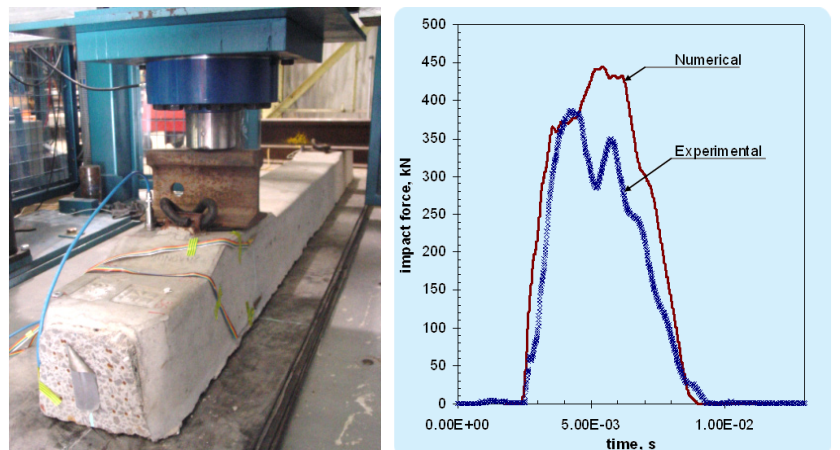 500
450
400
350
300
250
200
150
100
50
0
impact force, kN
Numerical
Experimental
0.00E+00
5.00E-03
1.00E-02
time, s